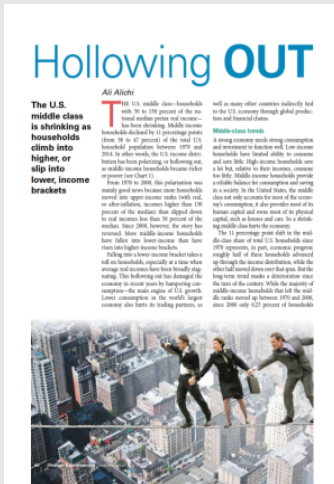 Hollowing OUT
Ali Alichi
The U.S.
middle class
is shrinking as
households
climb into
higher, or
slip into
lower, income
brackets
THE U.S. middle class—households
with 50 to 150 percent of the na-
tional median pretax real income—
has been shrinking. Middle-income
households declined by 11 percentage points
(from 58 to 47 percent) of the total U.S.
household population between 1970 and
2014. In other words, the U.S. income distri-
bution has been polarizing, or hollowing out,
as middle-income households became richer
or poorer (see Chart 1).
From 1970 to 2000, this polarization was
mainly good news because more households
moved into upper-income ranks (with real,
or after-inflation, incomes higher than 150
percent of the median) than slipped down
to real incomes less than 50 percent of the
median. Since 2000, however, the story has
reversed. More middle-income households
have fallen into lower-income than have
risen into higher-income brackets.
Falling into a lower-income bracket takes a
toll on households, especially at a time when
average real incomes have been broadly stag-
nating. This hollowing out has damaged the
economy in recent years by hampering con-
sumption—the main engine of U.S. growth.
Lower consumption in the world's largest
economy also hurts its trading partners, as
well as many other countries indirectly tied
to the U.S. economy through global produc-
tion and financial chains.
Middle-class trends
A strong economy needs strong consumption
and investment to function well. Low-income
households have limited ability to consume
and save little. High-income households save
a lot but, relative to their incomes, consume
too little. Middle-income households provide
a reliable balance for consumption and saving
in a society. In the United States, the middle
class not only accounts for most of the econo-
my's consumption, it also provides most of its
human capital and owns most of its physical
capital, such as houses and cars. So a shrink-
ing middle class hurts the economy.
The 11 percentage point shift in the mid-
dle-class share of total U.S. households since
1970 represents, in part, economic progress:
roughly half of these households advanced
up through the income distribution, while the
other half moved down over that span. But the
long-term trend masks a deterioration since
the turn of the century. While the majority of
middle-income households that left the mid-
dle ranks moved up between 1970 and 2000,
since 2000 only 0.25 percent of households